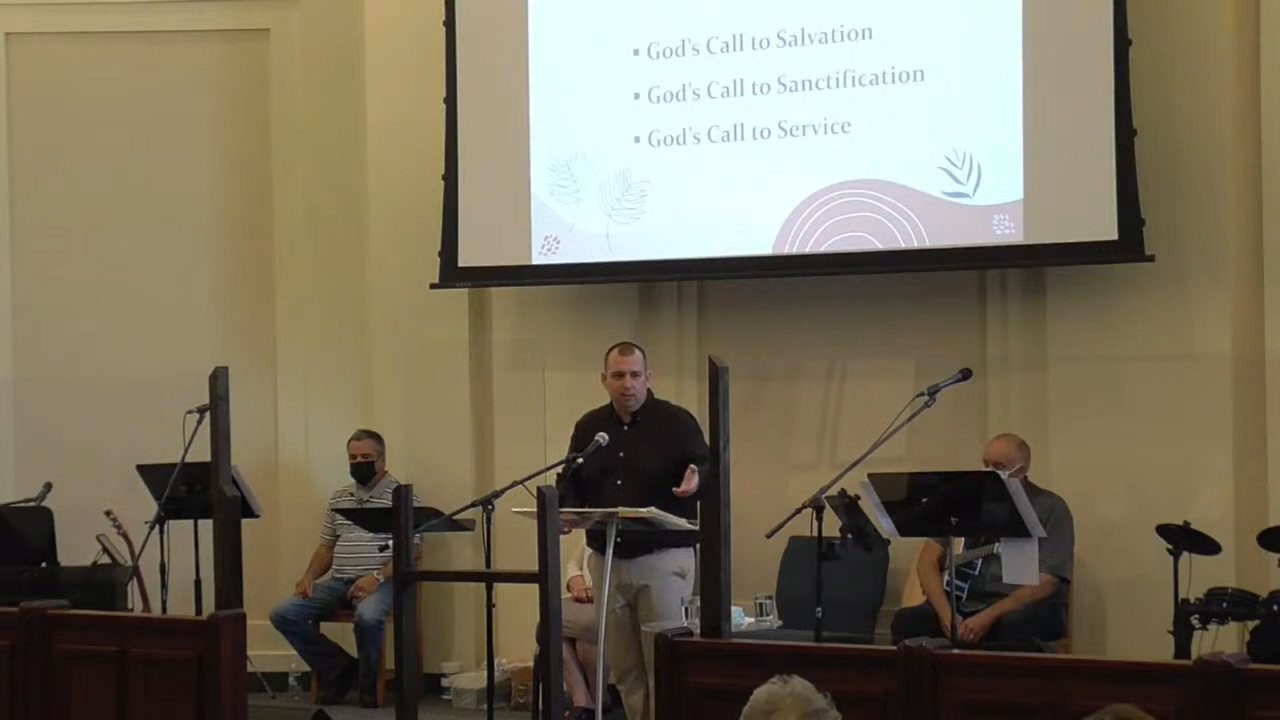 ▪ God's Call to Salvation
▪ God's Call to Sanctification
▪ God's Call to Service